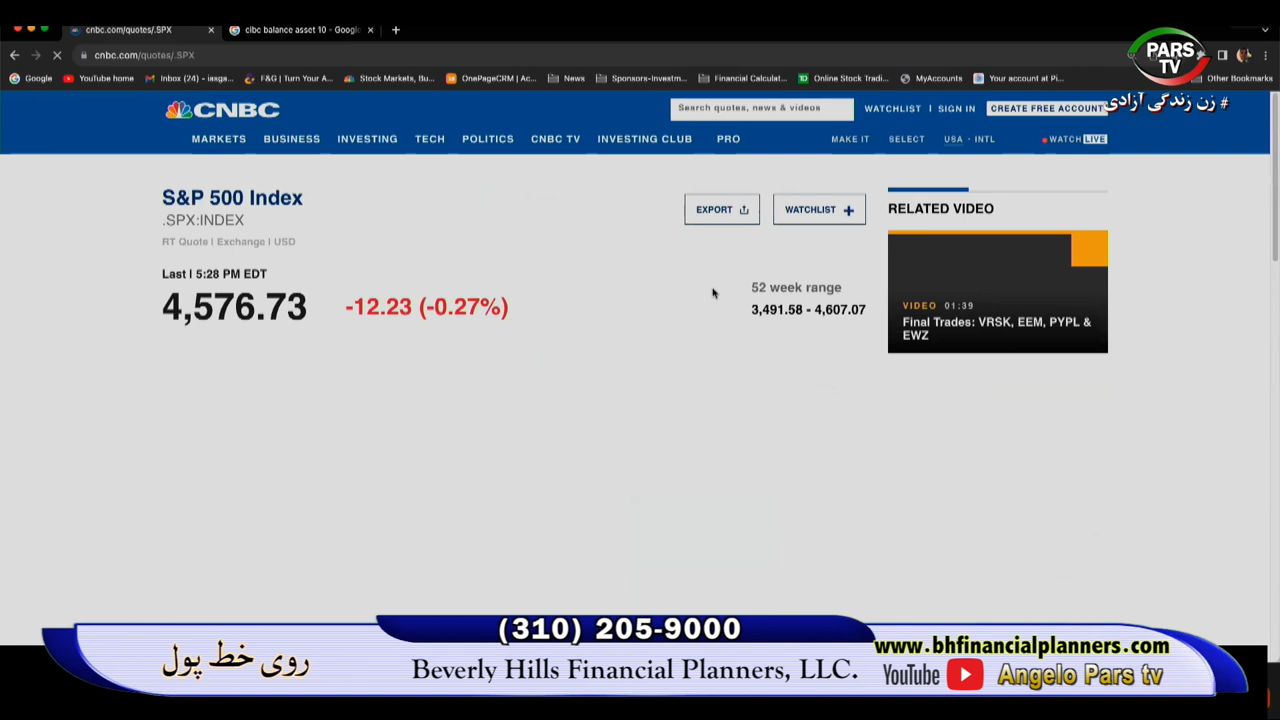 cnbc.com/quotes/.SPX
cibc balance asset 10 - Google
cnbc.com/quotes/.SPX
Google
YouTube home
Inbox (24) - iasga...
F&G | Turn Your A...
Stock Markets, Bu...
OnePageCRM | Ac...
News
Sponsors-Investm...
Financial Calculat...
Online Stock Tradi...
MyAccounts
Your account at Pi...
Other Bookmarks
PARS
TV
# زن زندگی آزادی
CNBC
Search quotes, news & videos
WATCHLIST | SIGN IN
CREATE FREE ACCOUNT
MARKETS BUSINESS INVESTING TECH POLITICS CNBC TV INVESTING CLUB PRO
MAKE IT SELECT USA · INTL WATCH LIVE
S&P 500 Index
.SPX:INDEX
RT Quote | Exchange | USD
EXPORT
WATCHLIST +
Last | 5:28 PM EDT
4,576.73 -12.23 (-0.27%)
52 week range
3,491.58 - 4,607.07
RELATED VIDEO
VIDEO 01:39
Final Trades: VRSK, EEM, PYPL &
EWZ
(310) 205-9000
روی خط پول
Beverly Hills Financial Planners, LLC.
www.bhfinancialplanners.com
YouTube Angelo Pars tv